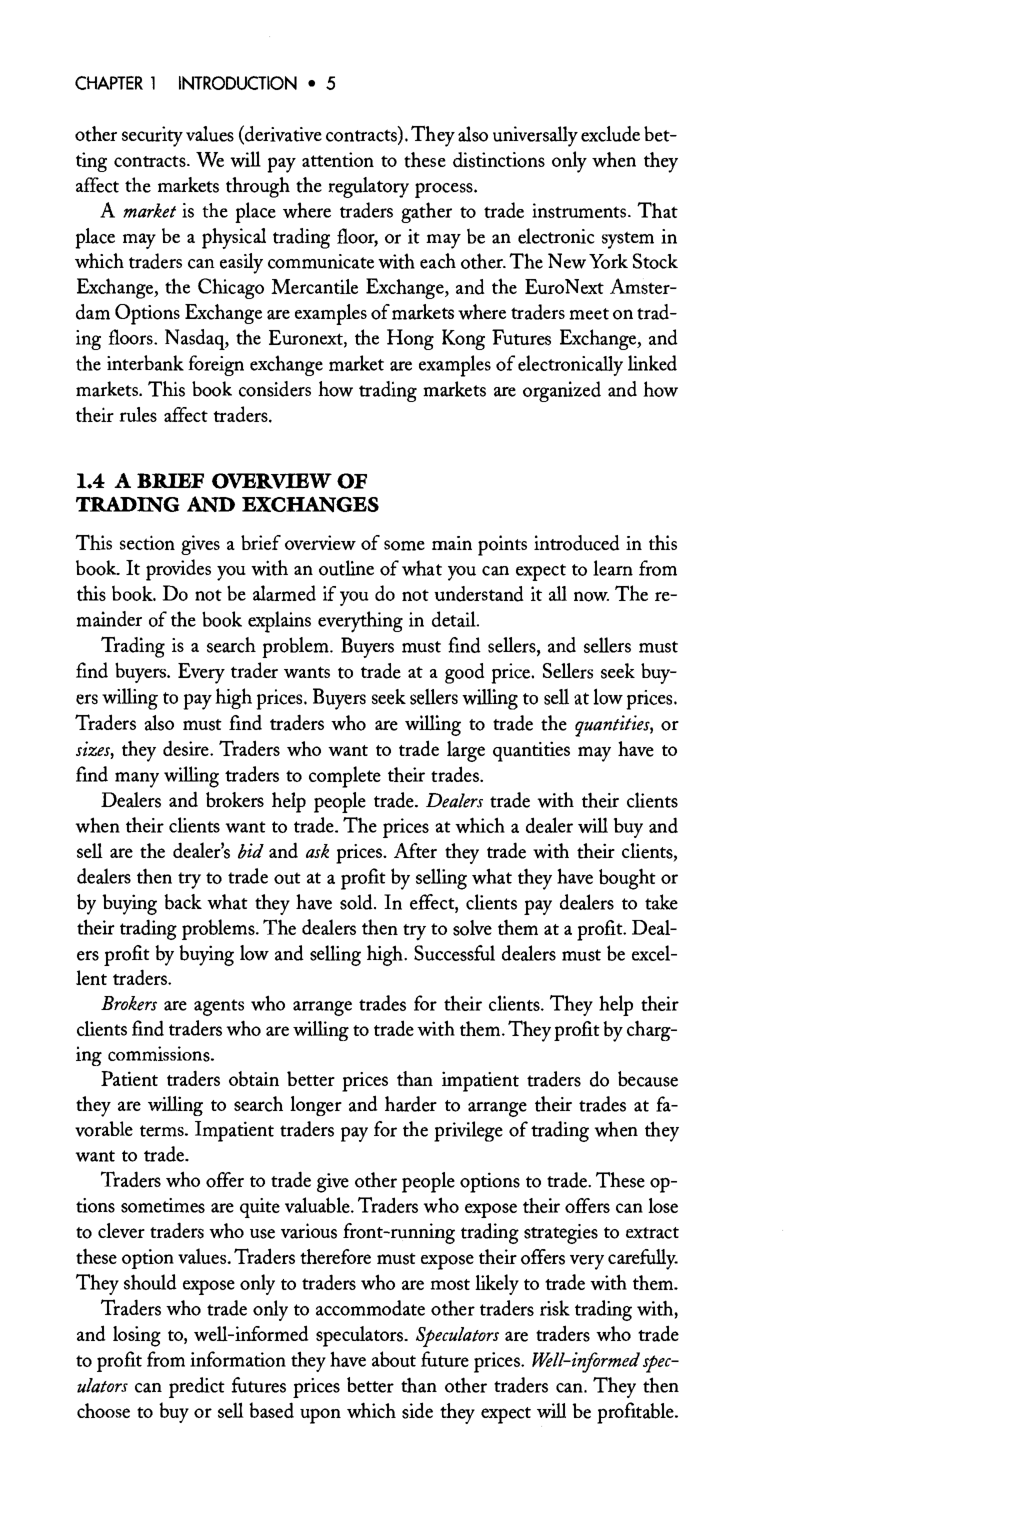 CHAPTER 1 INTRODUCTION • 5
other security values (derivative contracts). They also universally exclude bet-
ting contracts. We will pay attention to these distinctions only when they
affect the markets through the regulatory process.
A market is the place where traders gather to trade instruments. That
place may be a physical trading floor, or it may be an electronic system in
which traders can easily communicate with each other. The New York Stock
Exchange, the Chicago Mercantile Exchange, and the EuroNext Amster-
dam Options Exchange are examples of markets where traders meet on trad-
ing floors. Nasdaq, the Euronext, the Hong Kong Futures Exchange, and
the interbank foreign exchange market are examples of electronically linked
markets. This book considers how trading markets are organized and how
their rules affect traders.
1.4 A BRIEF OVERVIEW OF
TRADING AND EXCHANGES
This section gives a brief overview of some main points introduced in this
book. It provides you with an outline of what you can expect to learn from
this book. Do not be alarmed if you do not understand it all now. The re-
mainder of the book explains everything in detail.
Trading is a search problem. Buyers must find sellers, and sellers must
find buyers. Every trader wants to trade at a good price. Sellers seek buy-
ers willing to pay high prices. Buyers seek sellers willing to sell at low prices.
Traders also must find traders who are willing to trade the quantities, or
sizes, they desire. Traders who want to trade large quantities may have to
find many willing traders to complete their trades.
Dealers and brokers help people trade. Dealers trade with their clients
when their clients want to trade. The prices at which a dealer will buy and
sell are the dealer's bid and ask prices. After they trade with their clients,
dealers then try to trade out at a profit by selling what they have bought or
by buying back what they have sold. In effect, clients pay dealers to take
their trading problems. The dealers then try to solve them at a profit. Deal-
ers profit by buying low and selling high. Successful dealers must be excel-
lent traders.
Brokers are agents who arrange trades for their clients. They help their
clients find traders who are willing to trade with them. They profit by charg-
ing commissions.
Patient traders obtain better prices than impatient traders do because
they are willing to search longer and harder to arrange their trades at fa-
vorable terms. Impatient traders pay for the privilege of trading when they
want to trade.
Traders who offer to trade give other people options to trade. These op-
tions sometimes are quite valuable. Traders who expose their offers can lose
to clever traders who use various front-running trading strategies to extract
these option values. Traders therefore must expose their offers very carefully.
They should expose only to traders who are most likely to trade with them.
Traders who trade only to accommodate other traders risk trading with,
and losing to, well-informed speculators. Speculators are traders who trade
to profit from information they have about future prices. Well-informed spec-
ulators can predict futures prices better than other traders can. They then
choose to buy or sell based upon which side they expect will be profitable.